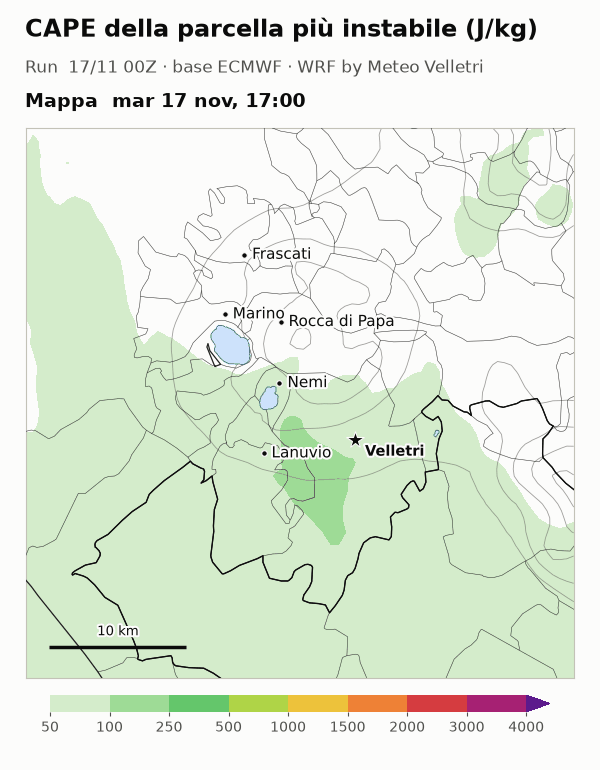 CAPE della parcella più instabile (J/kg)
Run  17/11 00Z · base ECMWF · WRF by Meteo Velletri
Mappa  mar 17 nov, 17:00
Frascati
Marino
Rocca di Papa
Nemi
Velletri
Lanuvio
10 km
50 100 250 500 1000 1500 2000 3000 4000